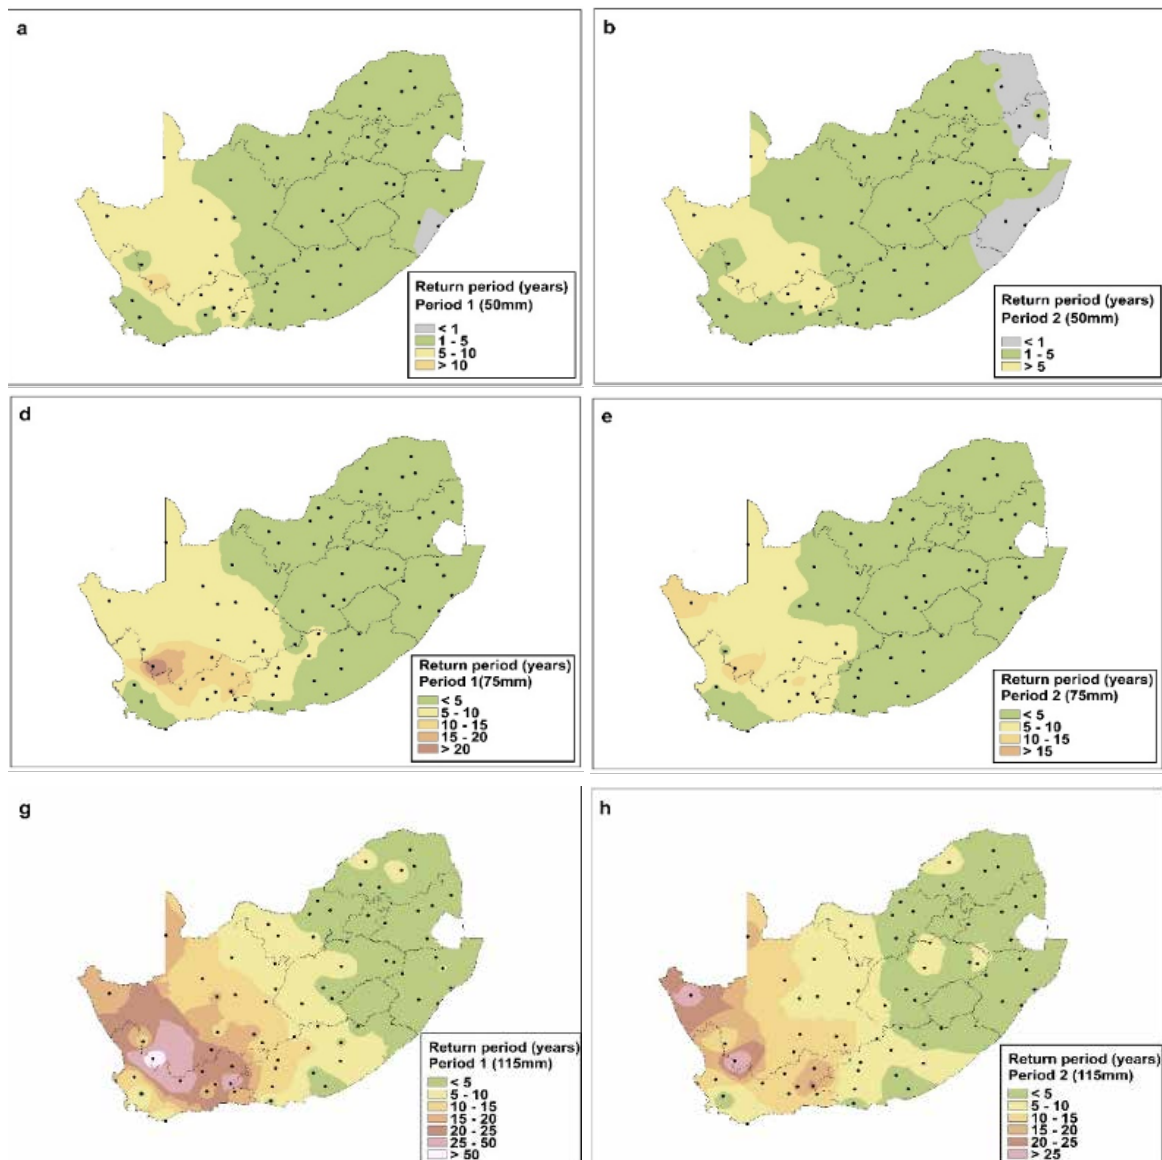 a
Return period (years)
Period 1 (50mm)
< 1
1 - 5
5 - 10
> 10
b
Return period (years)
Period 2 (50mm)
< 1
1 - 5
> 5
d
Return period (years)
Period 1(75mm)
< 5
5 - 10
10 - 15
15 - 20
> 20
e
Return period (years)
Period 2 (75mm)
< 5
5 - 10
10 - 15
> 15
g
Return period (years)
Period 1 (115mm)
< 5
5 - 10
10 - 15
15 - 20
20 - 25
25 - 50
> 50
h
Return period (years)
Period 2 (115mm)
< 5
5 - 10
10 - 15
15 - 20
20 - 25
> 25